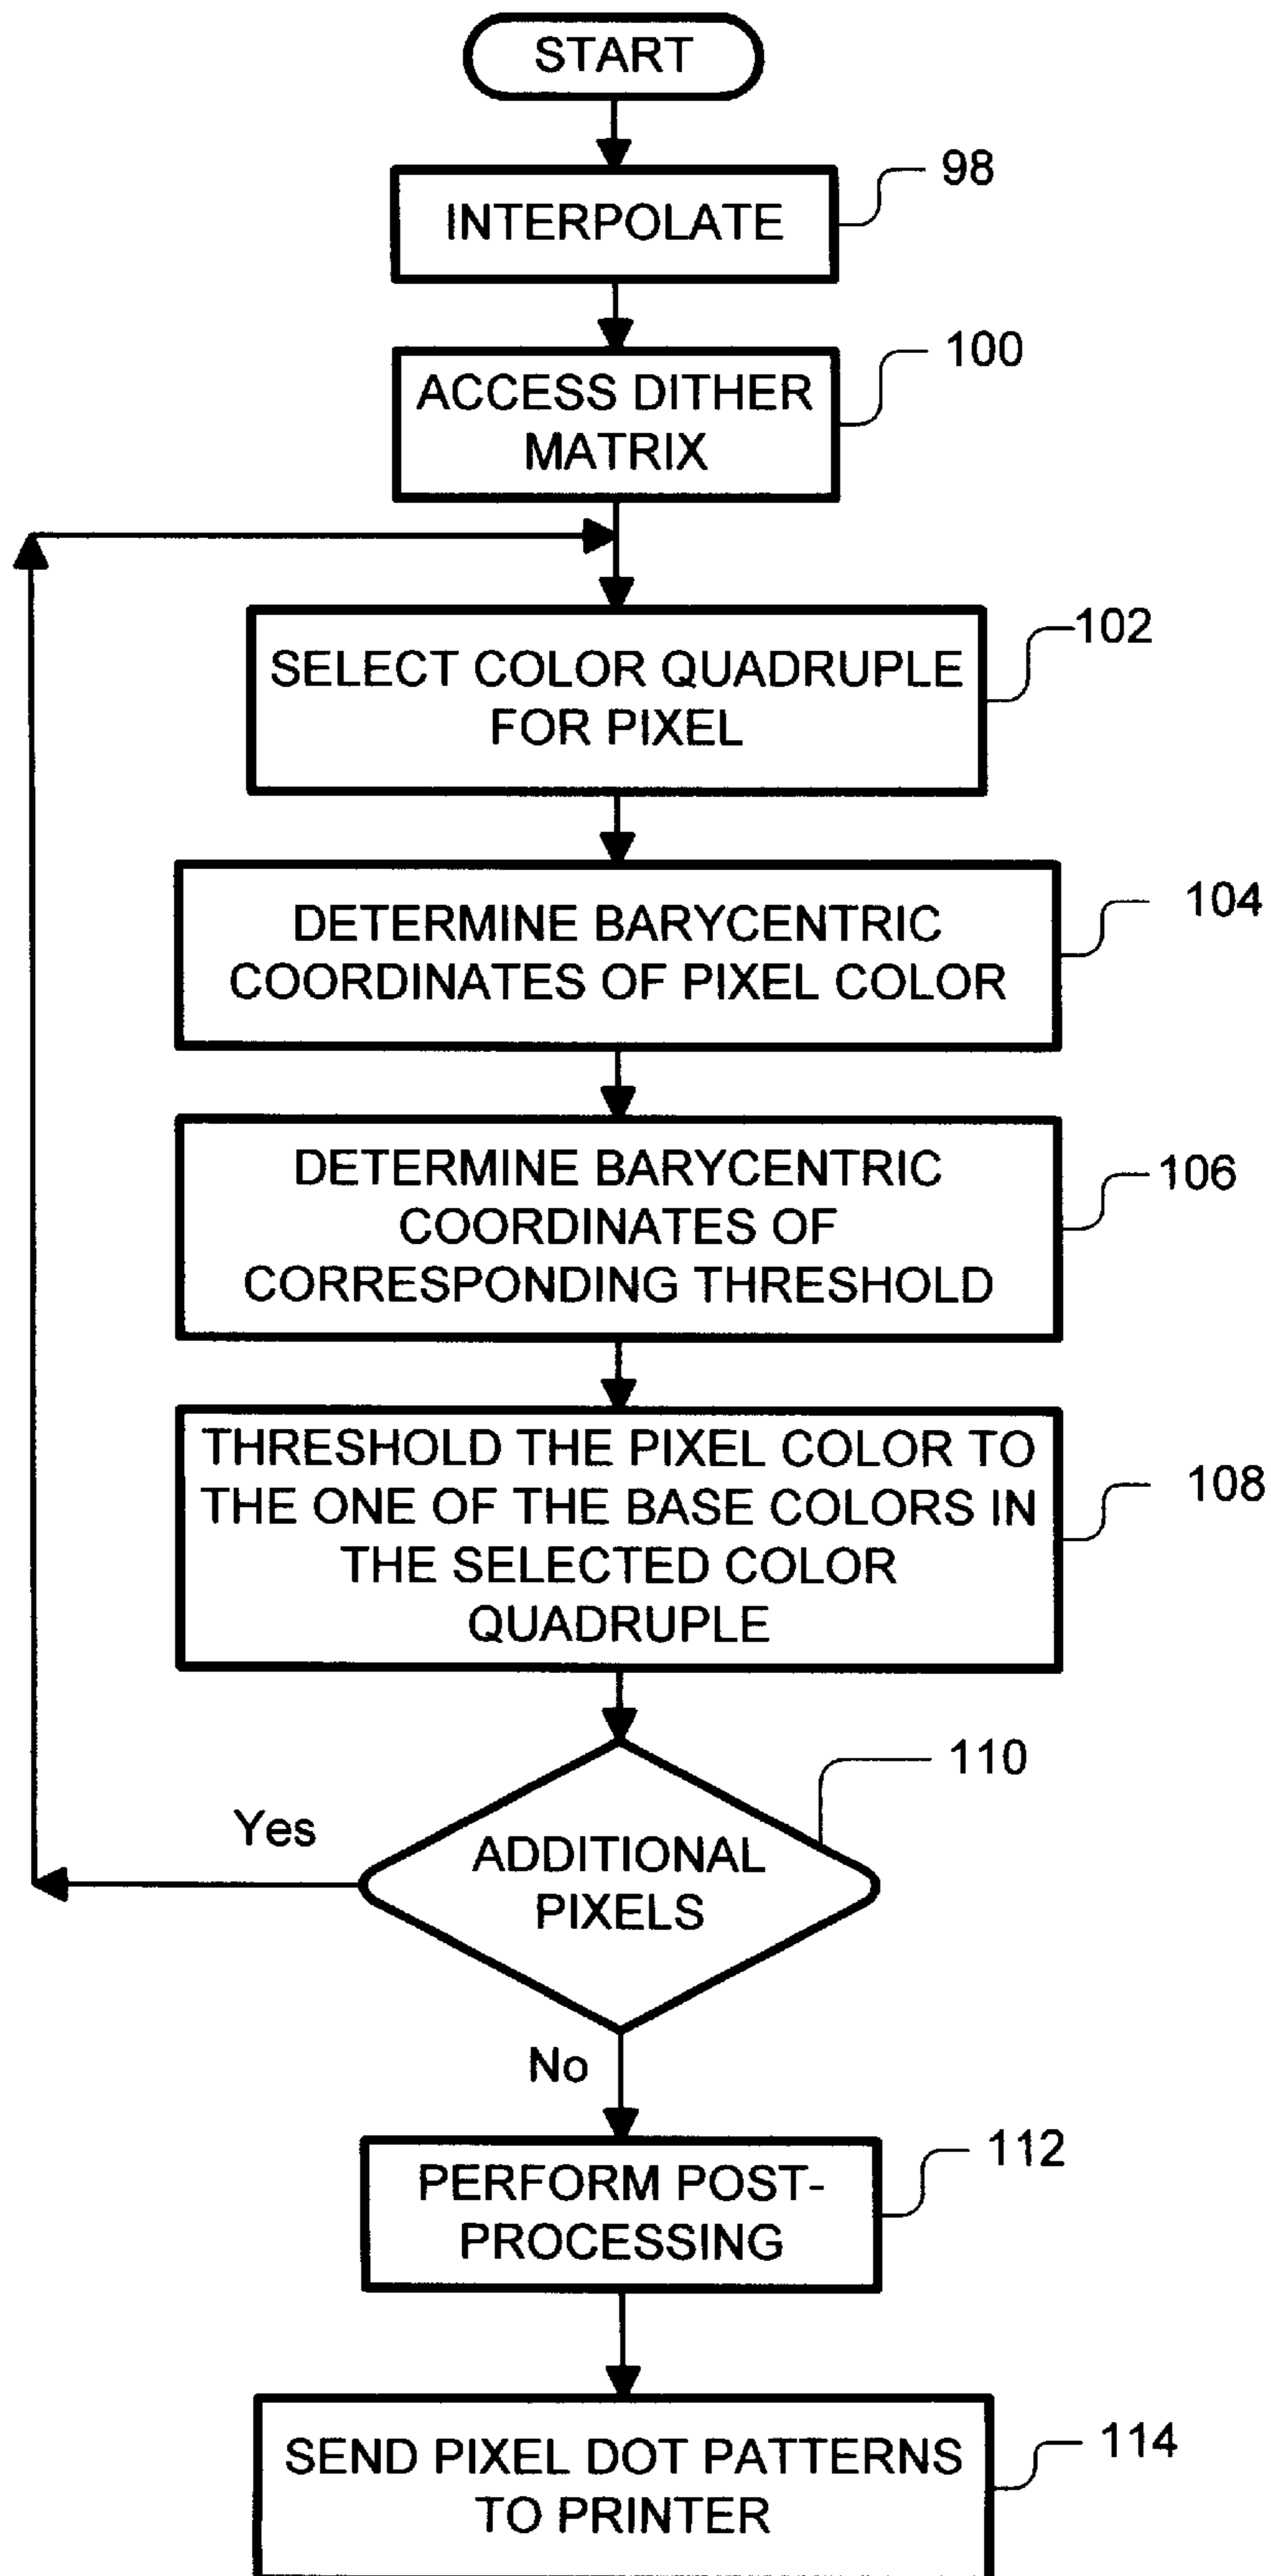 START
INTERPOLATE
98
ACCESS DITHER
MATRIX
100
SELECT COLOR QUADRUPLE
FOR PIXEL
102
DETERMINE BARYCENTRIC
COORDINATES OF PIXEL COLOR
104
DETERMINE BARYCENTRIC
COORDINATES OF
CORRESPONDING THRESHOLD
106
THRESHOLD THE PIXEL COLOR TO
THE ONE OF THE BASE COLORS IN
THE SELECTED COLOR
QUADRUPLE
108
ADDITIONAL
PIXELS
110
Yes
No
PERFORM POST-
PROCESSING
112
SEND PIXEL DOT PATTERNS
TO PRINTER
114